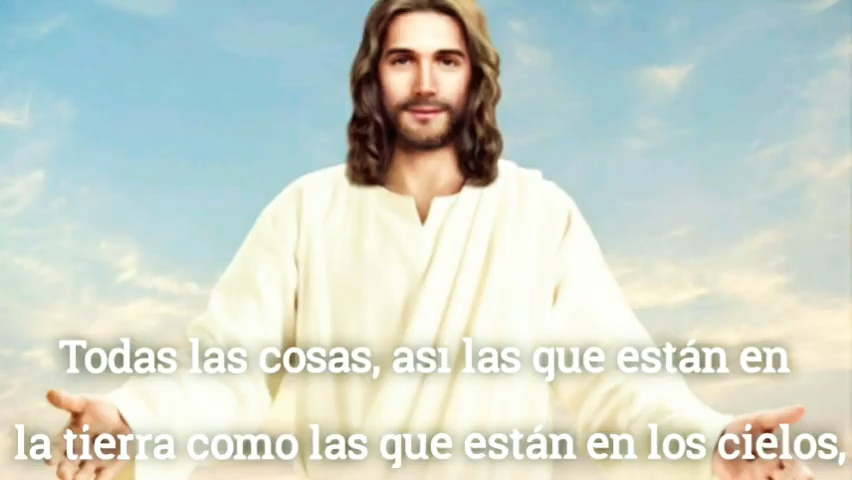 Todas las cosas, así las que están en
la tierra como las que están en los cielos,